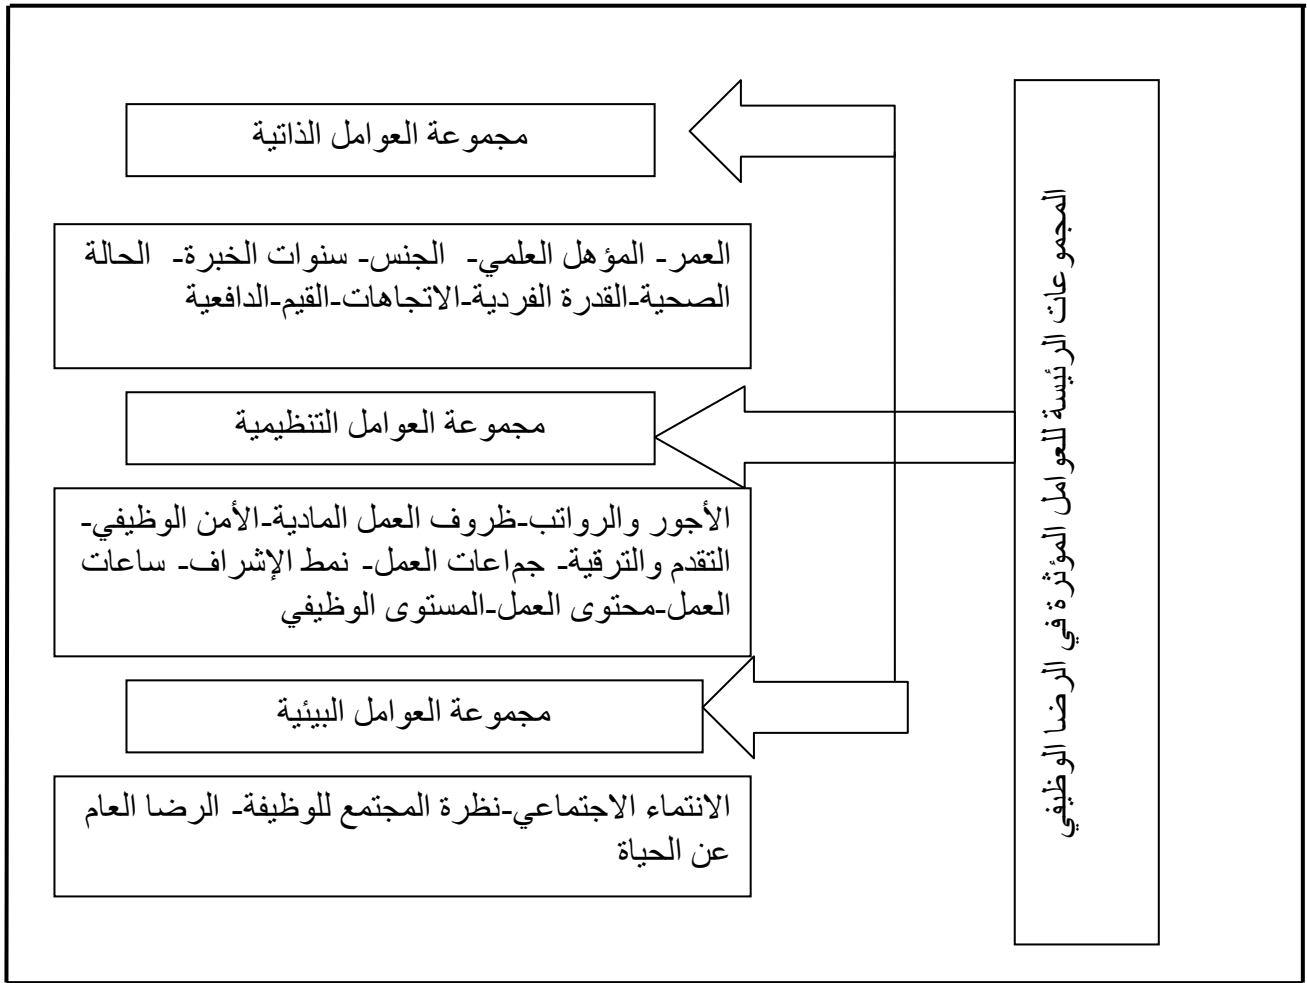 المجموعات الرئيسة للعوامل المؤثرة في الرضا الوظيفي
مجموعة العوامل الذاتية
العمر- المؤهل العلمي- الجنس- سنوات الخبرة- الحالة
الصحية-القدرة الفردية-الاتجاهات-القيم-الدافعية
مجموعة العوامل التنظيمية
الأجور والرواتب-ظروف العمل المادية-الأمن الوظيفي-
التقدم والترقية- جماعات العمل- نمط الإشراف- ساعات
العمل-محتوى العمل-المستوى الوظيفي
مجموعة العوامل البيئية
الانتماء الاجتماعي-نظرة المجتمع للوظيفة- الرضا العام
عن الحياة